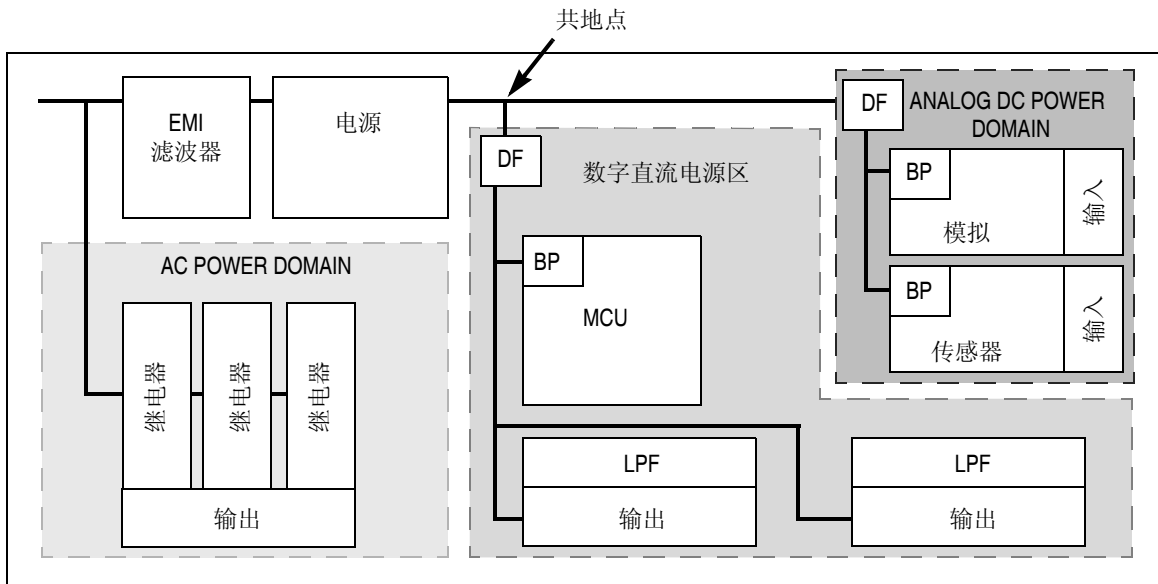 共地点
EMI
滤波器
电源
DF
数字直流电源区
DF
ANALOG DC POWER
DOMAIN
BP
模拟
输入
BP
传感器
输入
BP
MCU
AC POWER DOMAIN
继电器
继电器
继电器
输出
LPF
输出
LPF
输出